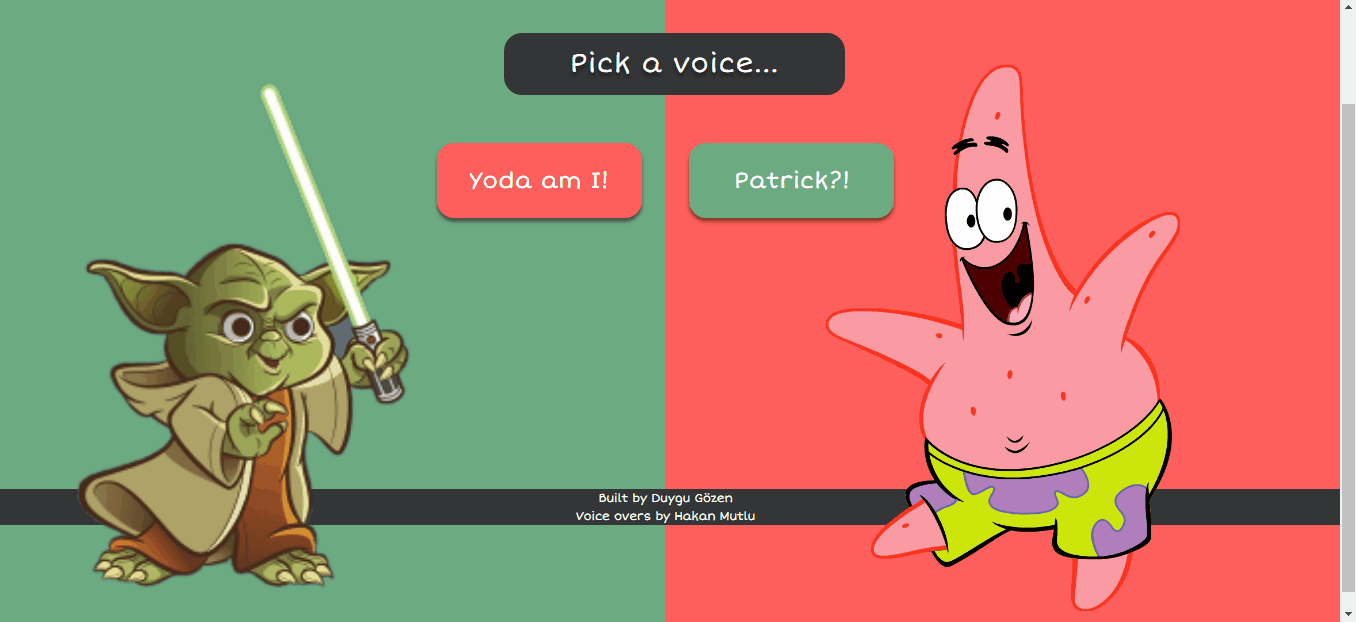 Pick a voice...
Yoda am I!
Patrick?!
Built by Duygu Gözen
Voice overs by Hakan Mutlu